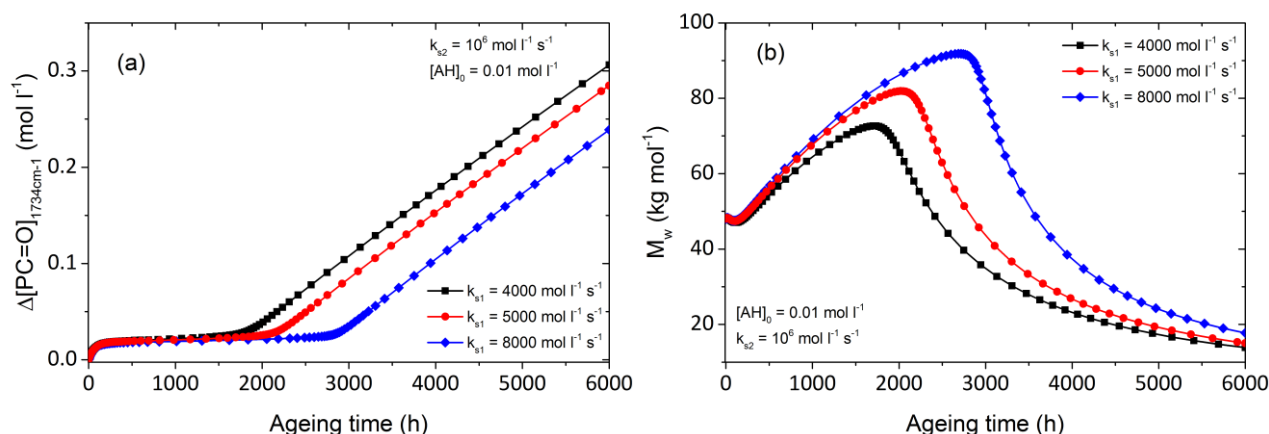 (a)
k_s2 = 10^6 mol l^-1 s^-1
[AH]_0 = 0.01 mol l^-1
Δ[PC=O]_1734cm-1 (mol l^-1)
0.3
0.2
0.1
0.0
k_s1 = 4000 mol l^-1 s^-1
k_s1 = 5000 mol l^-1 s^-1
k_s1 = 8000 mol l^-1 s^-1
0 1000 2000 3000 4000 5000 6000
Ageing time (h)
(b)
k_s1 = 4000 mol l^-1 s^-1
k_s1 = 5000 mol l^-1 s^-1
k_s1 = 8000 mol l^-1 s^-1
M_w (kg mol^-1)
100
80
60
40
20
[AH]_0 = 0.01 mol l^-1
k_s2 = 10^6 mol l^-1 s^-1
0 1000 2000 3000 4000 5000 6000
Ageing time (h)